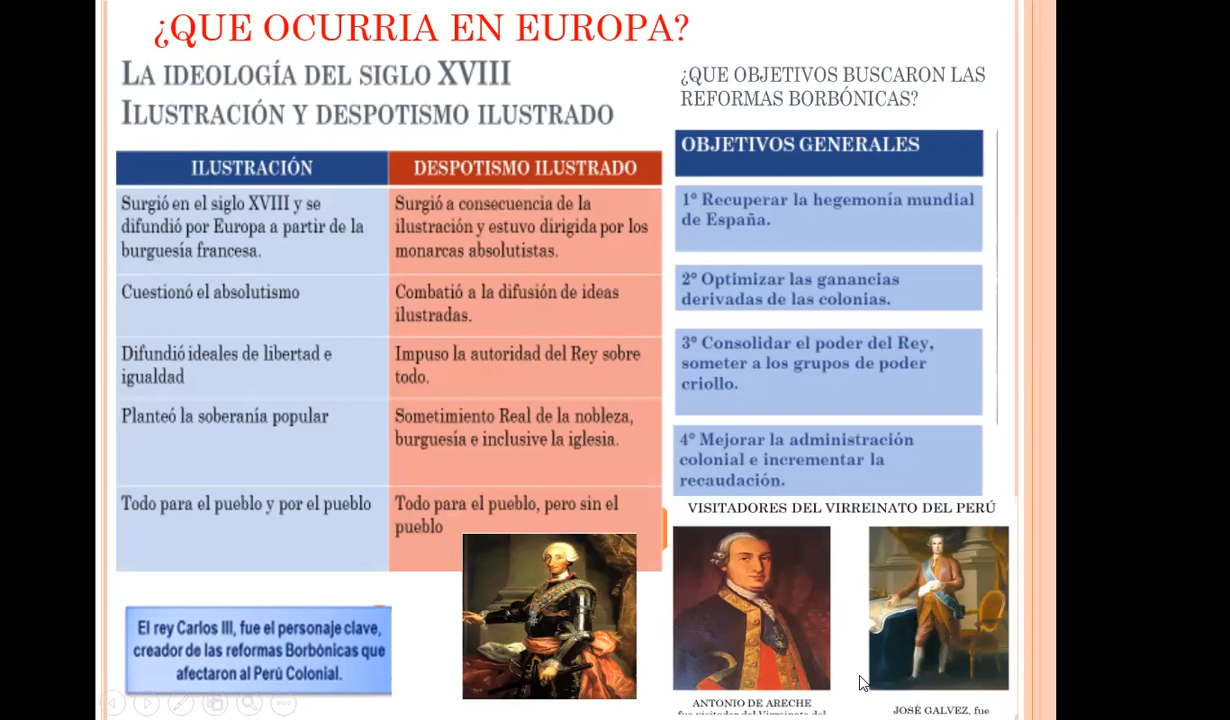 ¿QUE OCURRIA EN EUROPA?
LA IDEOLOGÍA DEL SIGLO XVIII
ILUSTRACIÓN Y DESPOTISMO ILUSTRADO
ILUSTRACIÓN
DESPOTISMO ILUSTRADO
Surgió en el siglo XVIII y se
difundió por Europa a partir de la
burguesía francesa.
Surgió a consecuencia de la
ilustración y estuvo dirigida por los
monarcas absolutistas.
Cuestionó el absolutismo
Combatió a la difusión de ideas
ilustradas.
Difundió ideales de libertad e
igualdad
Impuso la autoridad del Rey sobre
todo.
Planteó la soberanía popular
Sometimiento Real de la nobleza,
burguesía e inclusive la iglesia.
Todo para el pueblo y por el pueblo
Todo para el pueblo, pero sin el
pueblo
El rey Carlos III, fue el personaje clave,
creador de las reformas Borbónicas que
afectaron al Perú Colonial.
¿QUE OBJETIVOS BUSCARON LAS
REFORMAS BORBÓNICAS?
OBJETIVOS GENERALES
1° Recuperar la hegemonía mundial
de España.
2° Optimizar las ganancias
derivadas de las colonias.
3° Consolidar el poder del Rey,
someter a los grupos de poder
criollo.
4° Mejorar la administración
colonial e incrementar la
recaudación.
VISITADORES DEL VIRREINATO DEL PERÚ
ANTONIO DE ARECHE
fue visitador del Virreinato del
JOSÉ GALVEZ, fue